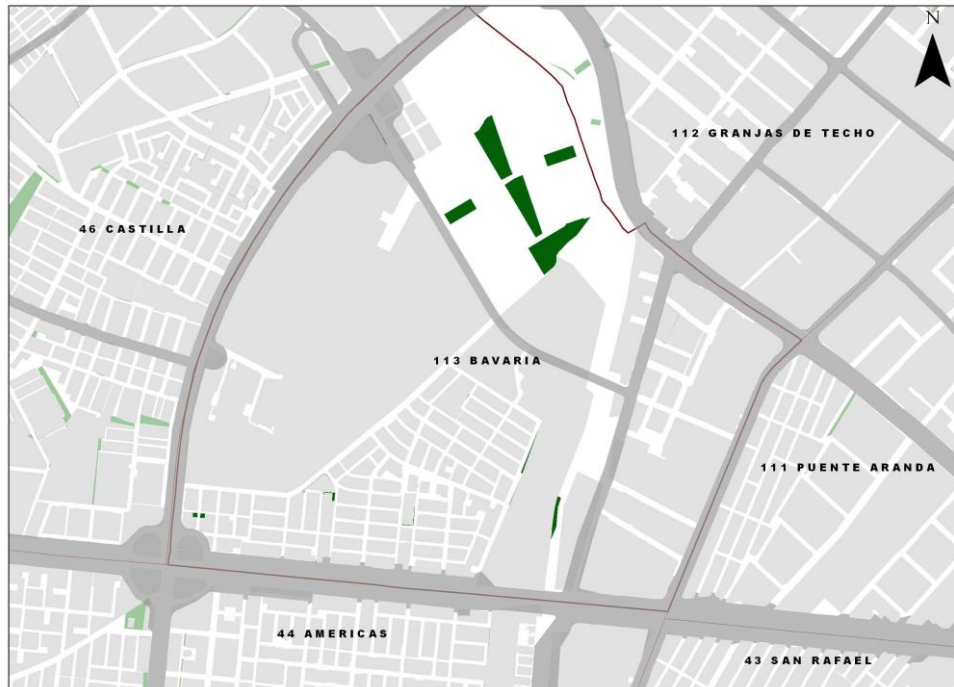 N
112 GRANJAS DE TECHO
46 CASTILLA
113 BAVARIA
111 PUENTE ARANDA
44 AMERICAS
43 SAN RAFAEL